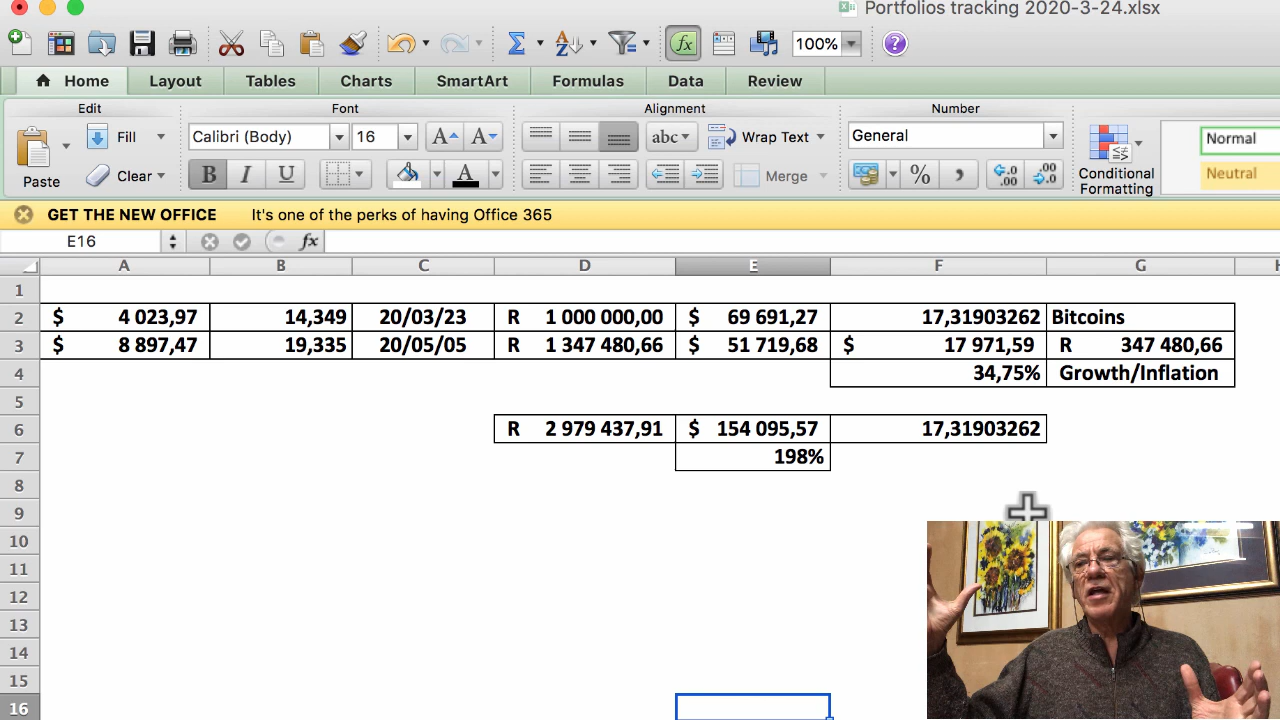 Portfolios tracking 2020-3-24.xlsx
100%
Home Layout Tables Charts SmartArt Formulas Data Review
Edit Font Alignment Number
Fill Calibri (Body) 16 A A abc Wrap Text General Normal
Paste Clear B I U A Merge % , Conditional Formatting Neutral
GET THE NEW OFFICE It's one of the perks of having Office 365
E16 fx
A B C D E F G H
1
2 $ 4 023,97 14,349 20/03/23 R 1 000 000,00 $ 69 691,27 17,31903262 Bitcoins
3 $ 8 897,47 19,335 20/05/05 R 1 347 480,66 $ 51 719,68 $ 17 971,59 R 347 480,66
4 34,75% Growth/Inflation
5
6 R 2 979 437,91 $ 154 095,57 17,31903262
7 198%
8
9
10
11
12
13
14
15
16